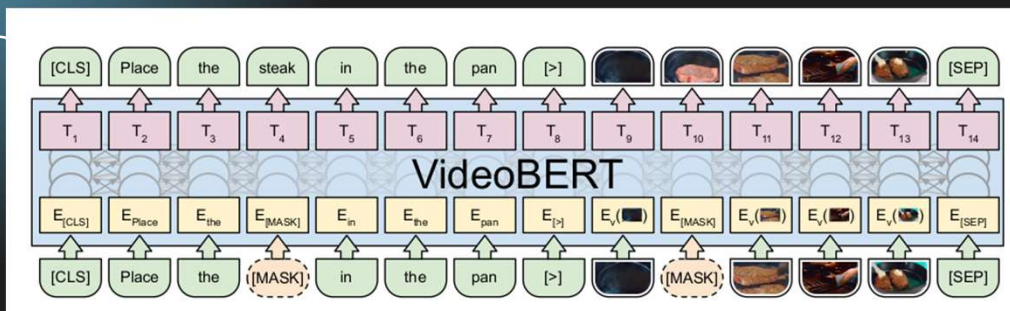 [CLS] Place the steak in the pan [>] [SEP]
T1 T2 T3 T4 T5 T6 T7 T8 T9 T10 T11 T12 T13 T14
VideoBERT
E[CLS] EPlace Ethe E[MASK] Ein Ethe Epan E[>] Ev( ) E[MASK] Ev( ) Ev( ) Ev( ) E[SEP]
[CLS] Place the [MASK] in the pan [>] [MASK] [SEP]